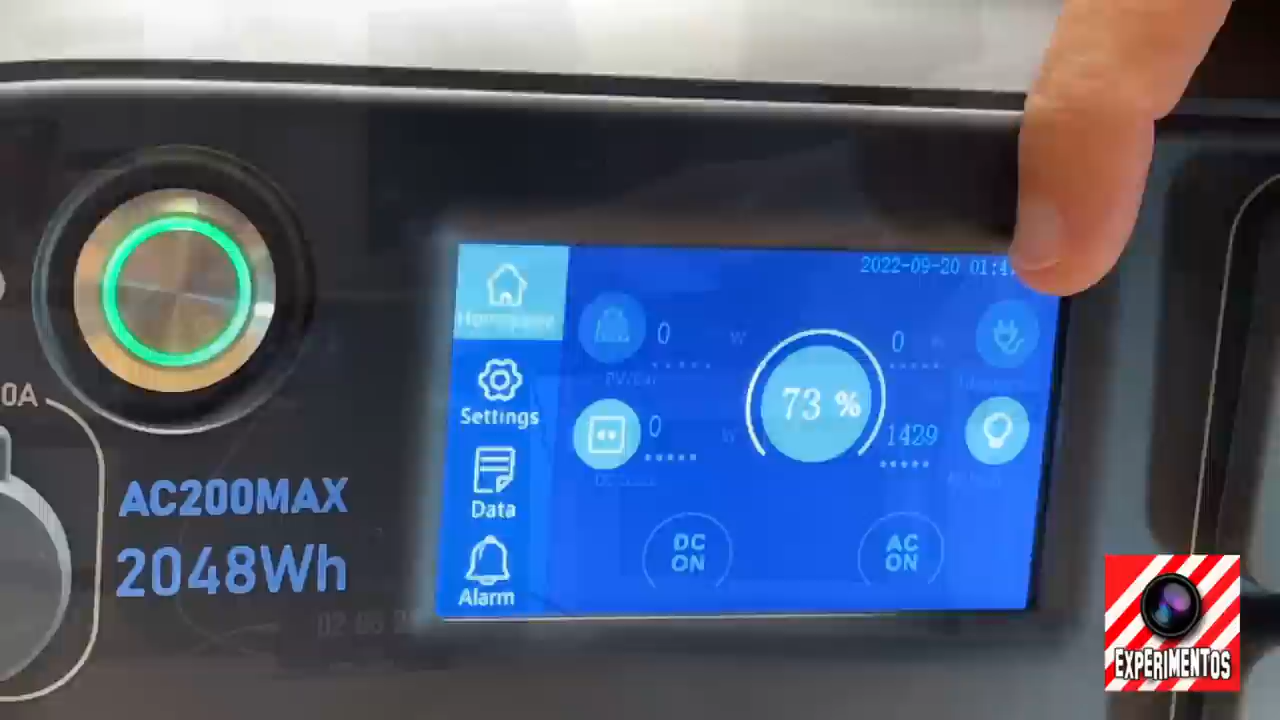 0A
AC200MAX
2048Wh
Homepage
Settings
Data
Alarm
2022-09-20 01:4
0 W
0 W
0 W
73 %
1429
DC
ON
AC
ON
EXPERIMENTOS